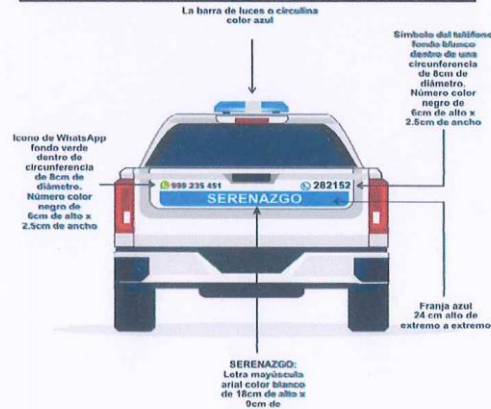 La barra de luces o circulina
color azul
Símbolo del teléfono
fondo blanco
dentro de una
circunferencia
de 8cm de
diámetro.
Número color
negro de
6cm de alto x
2.5cm de ancho
Icono de WhatsApp
fondo verde
dentro de
circunferencia
de 8cm de
diámetro.
Número color
negro de
6cm de alto x
2.5cm de ancho
999 235 451
282152
SERENAZGO
Franja azul
24 cm alto de
extremo a extremo
SERENAZGO:
Letra mayúscula
arial color blanco
de 18cm de alto x
9cm de